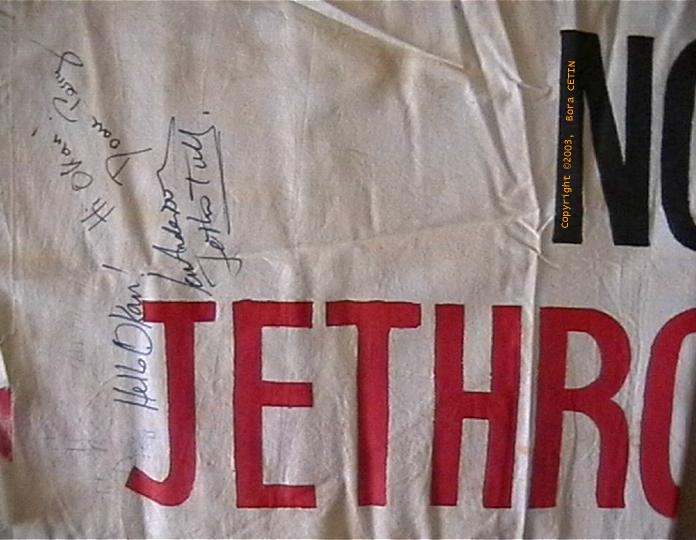 Hi Okan!
Doane Perry
Hello Okan!
Ian Anderson
Jethro Tull.
NO
JETHRO
Copyright ©2003, Bora CETIN